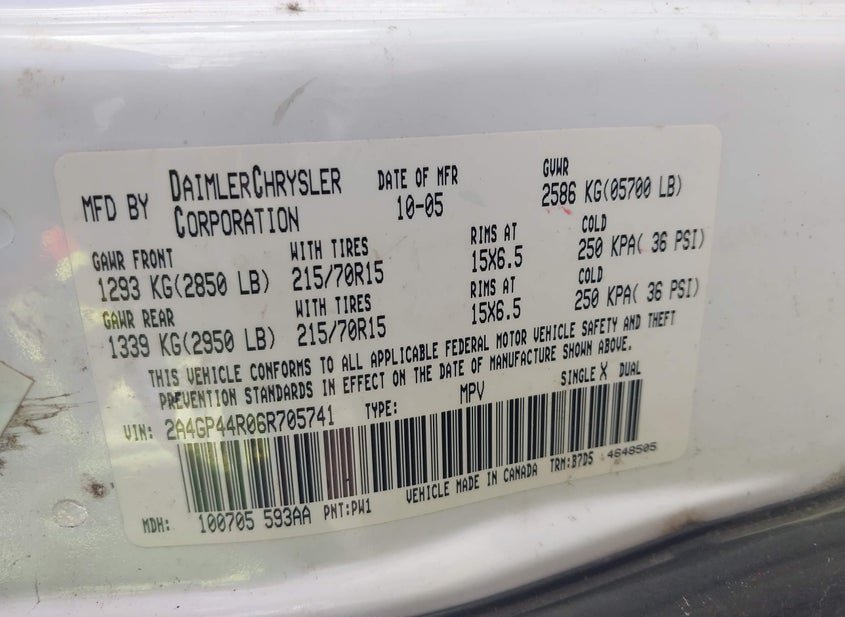 MFD BY DAIMLERCHRYSLER CORPORATION
DATE OF MFR 10-05
GVWR 2586 KG(05700 LB)
GAWR FRONT WITH TIRES RIMS AT COLD
1293 KG(2850 LB) 215/70R15 15X6.5 250 KPA( 36 PSI)
GAWR REAR WITH TIRES RIMS AT COLD
1339 KG(2950 LB) 215/70R15 15X6.5 250 KPA( 36 PSI)
THIS VEHICLE CONFORMS TO ALL APPLICABLE FEDERAL MOTOR VEHICLE SAFETY AND THEFT
PREVENTION STANDARDS IN EFFECT ON THE DATE OF MANUFACTURE SHOWN ABOVE.
VIN: 2A4GP44R06R705741 TYPE: MPV SINGLE X DUAL
MDH: 100705 593AA PNT:PW1 VEHICLE MADE IN CANADA TRM:B7D5 4648505